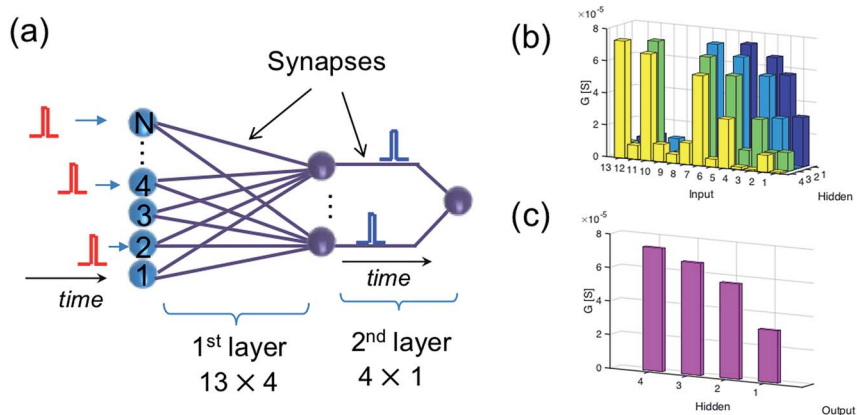 (a)
Synapses
N
4
3
2
1
time
time
1st layer
13 × 4
2nd layer
4 × 1
(b)
×10-5
8
6
4
2
0
G [S]
13 12 11 10 9 8 7 6 5 4 3 2 1
Input
4 3 2 1
Hidden
(c)
×10-5
8
6
4
2
0
G [S]
4 3 2 1
Hidden
Output